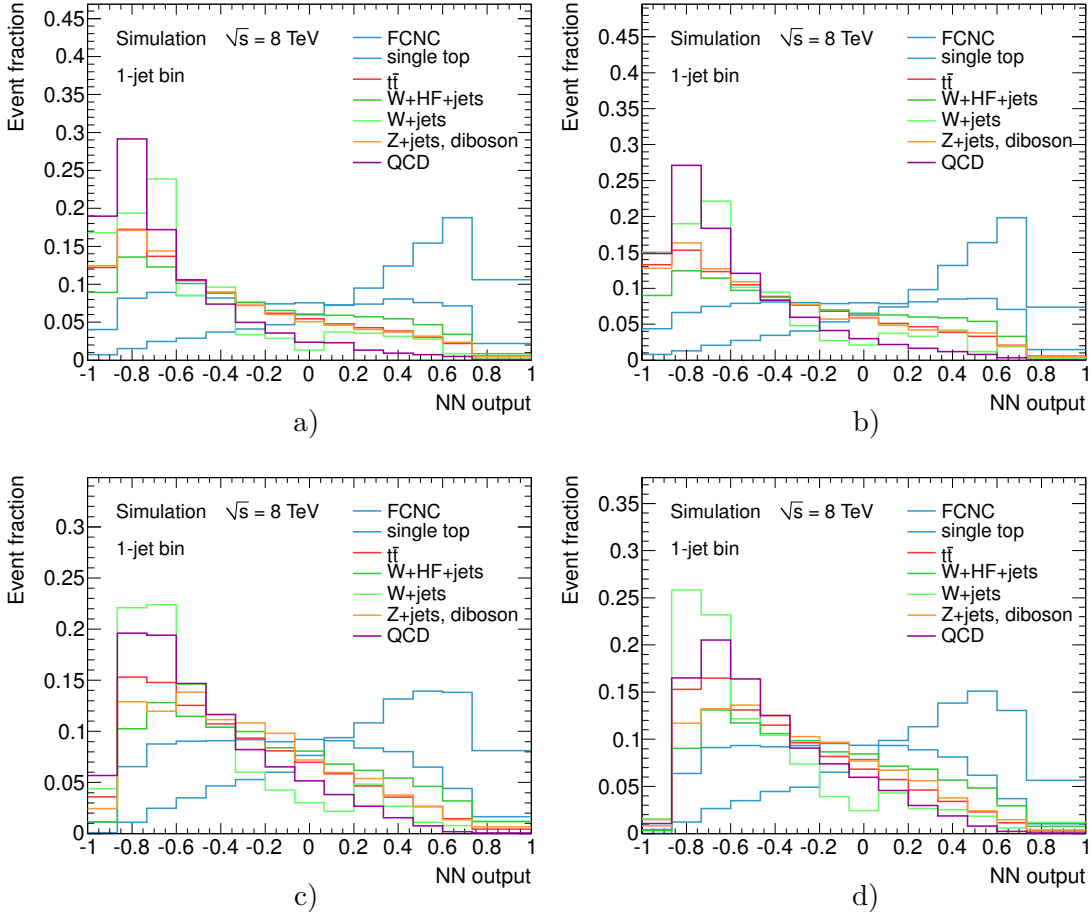 Event fraction
0.45
0.4
0.35
0.3
0.25
0.2
0.15
0.1
0.05
0
Simulation √s = 8 TeV
1-jet bin
FCNC
single top
tt̄
W+HF+jets
W+jets
Z+jets, diboson
QCD
-1 -0.8 -0.6 -0.4 -0.2 0 0.2 0.4 0.6 0.8 1
NN output
a)
Event fraction
0.45
0.4
0.35
0.3
0.25
0.2
0.15
0.1
0.05
0
Simulation √s = 8 TeV
1-jet bin
FCNC
single top
tt̄
W+HF+jets
W+jets
Z+jets, diboson
QCD
-1 -0.8 -0.6 -0.4 -0.2 0 0.2 0.4 0.6 0.8 1
NN output
b)
Event fraction
0.3
0.25
0.2
0.15
0.1
0.05
0
Simulation √s = 8 TeV
1-jet bin
FCNC
single top
tt̄
W+HF+jets
W+jets
Z+jets, diboson
QCD
-1 -0.8 -0.6 -0.4 -0.2 0 0.2 0.4 0.6 0.8 1
NN output
c)
Event fraction
0.35
0.3
0.25
0.2
0.15
0.1
0.05
0
Simulation √s = 8 TeV
1-jet bin
FCNC
single top
tt̄
W+HF+jets
W+jets
Z+jets, diboson
QCD
-1 -0.8 -0.6 -0.4 -0.2 0 0.2 0.4 0.6 0.8 1
NN output
d)